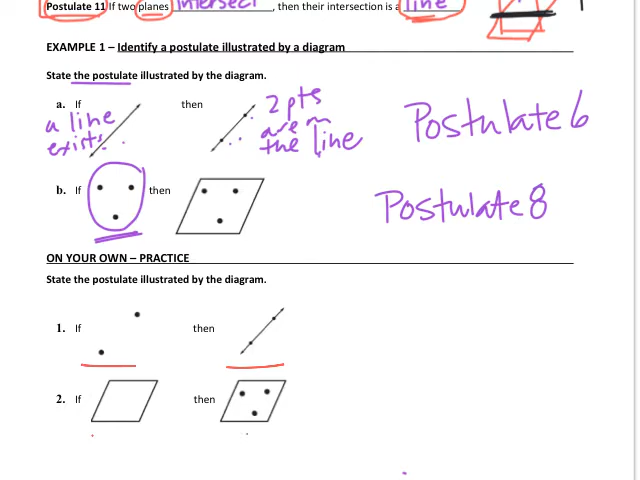 Postulate 11 If two planes intersect, then their intersection is a line
EXAMPLE 1 – Identify a postulate illustrated by a diagram
State the postulate illustrated by the diagram.
a. If
a line
exists
then
2 pts
are on
the line
Postulate 6
b. If
then
Postulate 8
ON YOUR OWN – PRACTICE
State the postulate illustrated by the diagram.
1. If
then
2. If
then